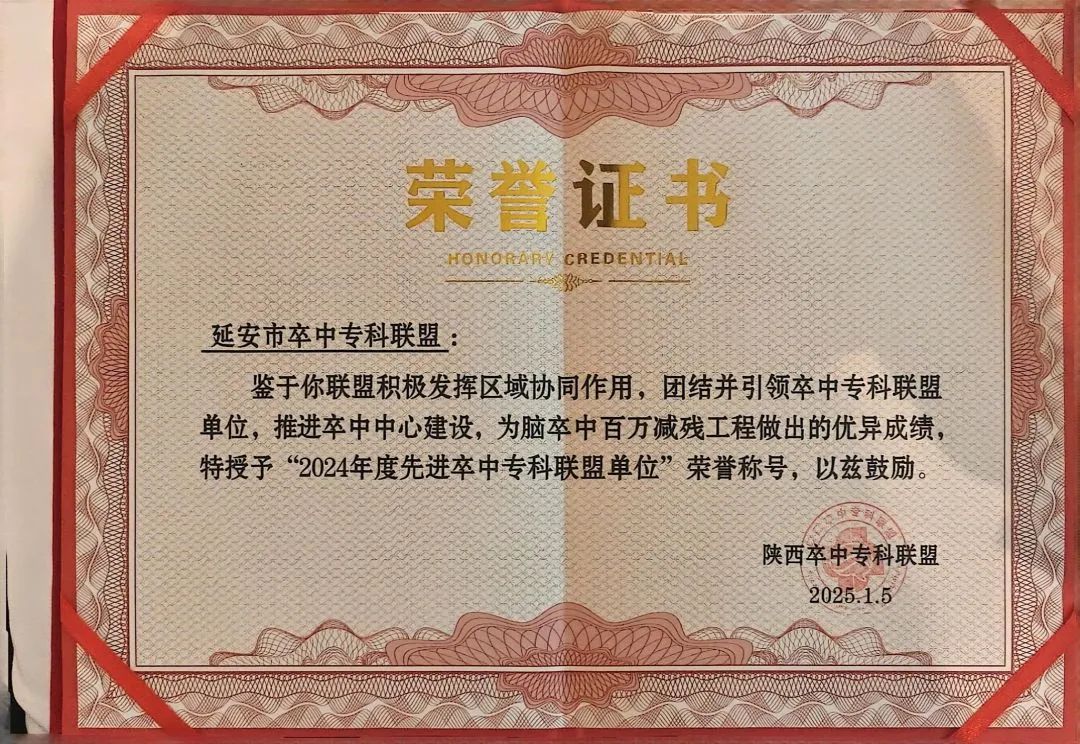 荣誉证书
HONORARY CREDENTIAL
延安市卒中专科联盟：
鉴于你联盟积极发挥区域协同作用，团结并引领卒中专科联盟
单位，推进卒中中心建设，为脑卒中百万减残工程做出的优异成绩，
特授予“2024年度先进卒中专科联盟单位”荣誉称号，以兹鼓励。
陕西卒中专科联盟
2025.1.5